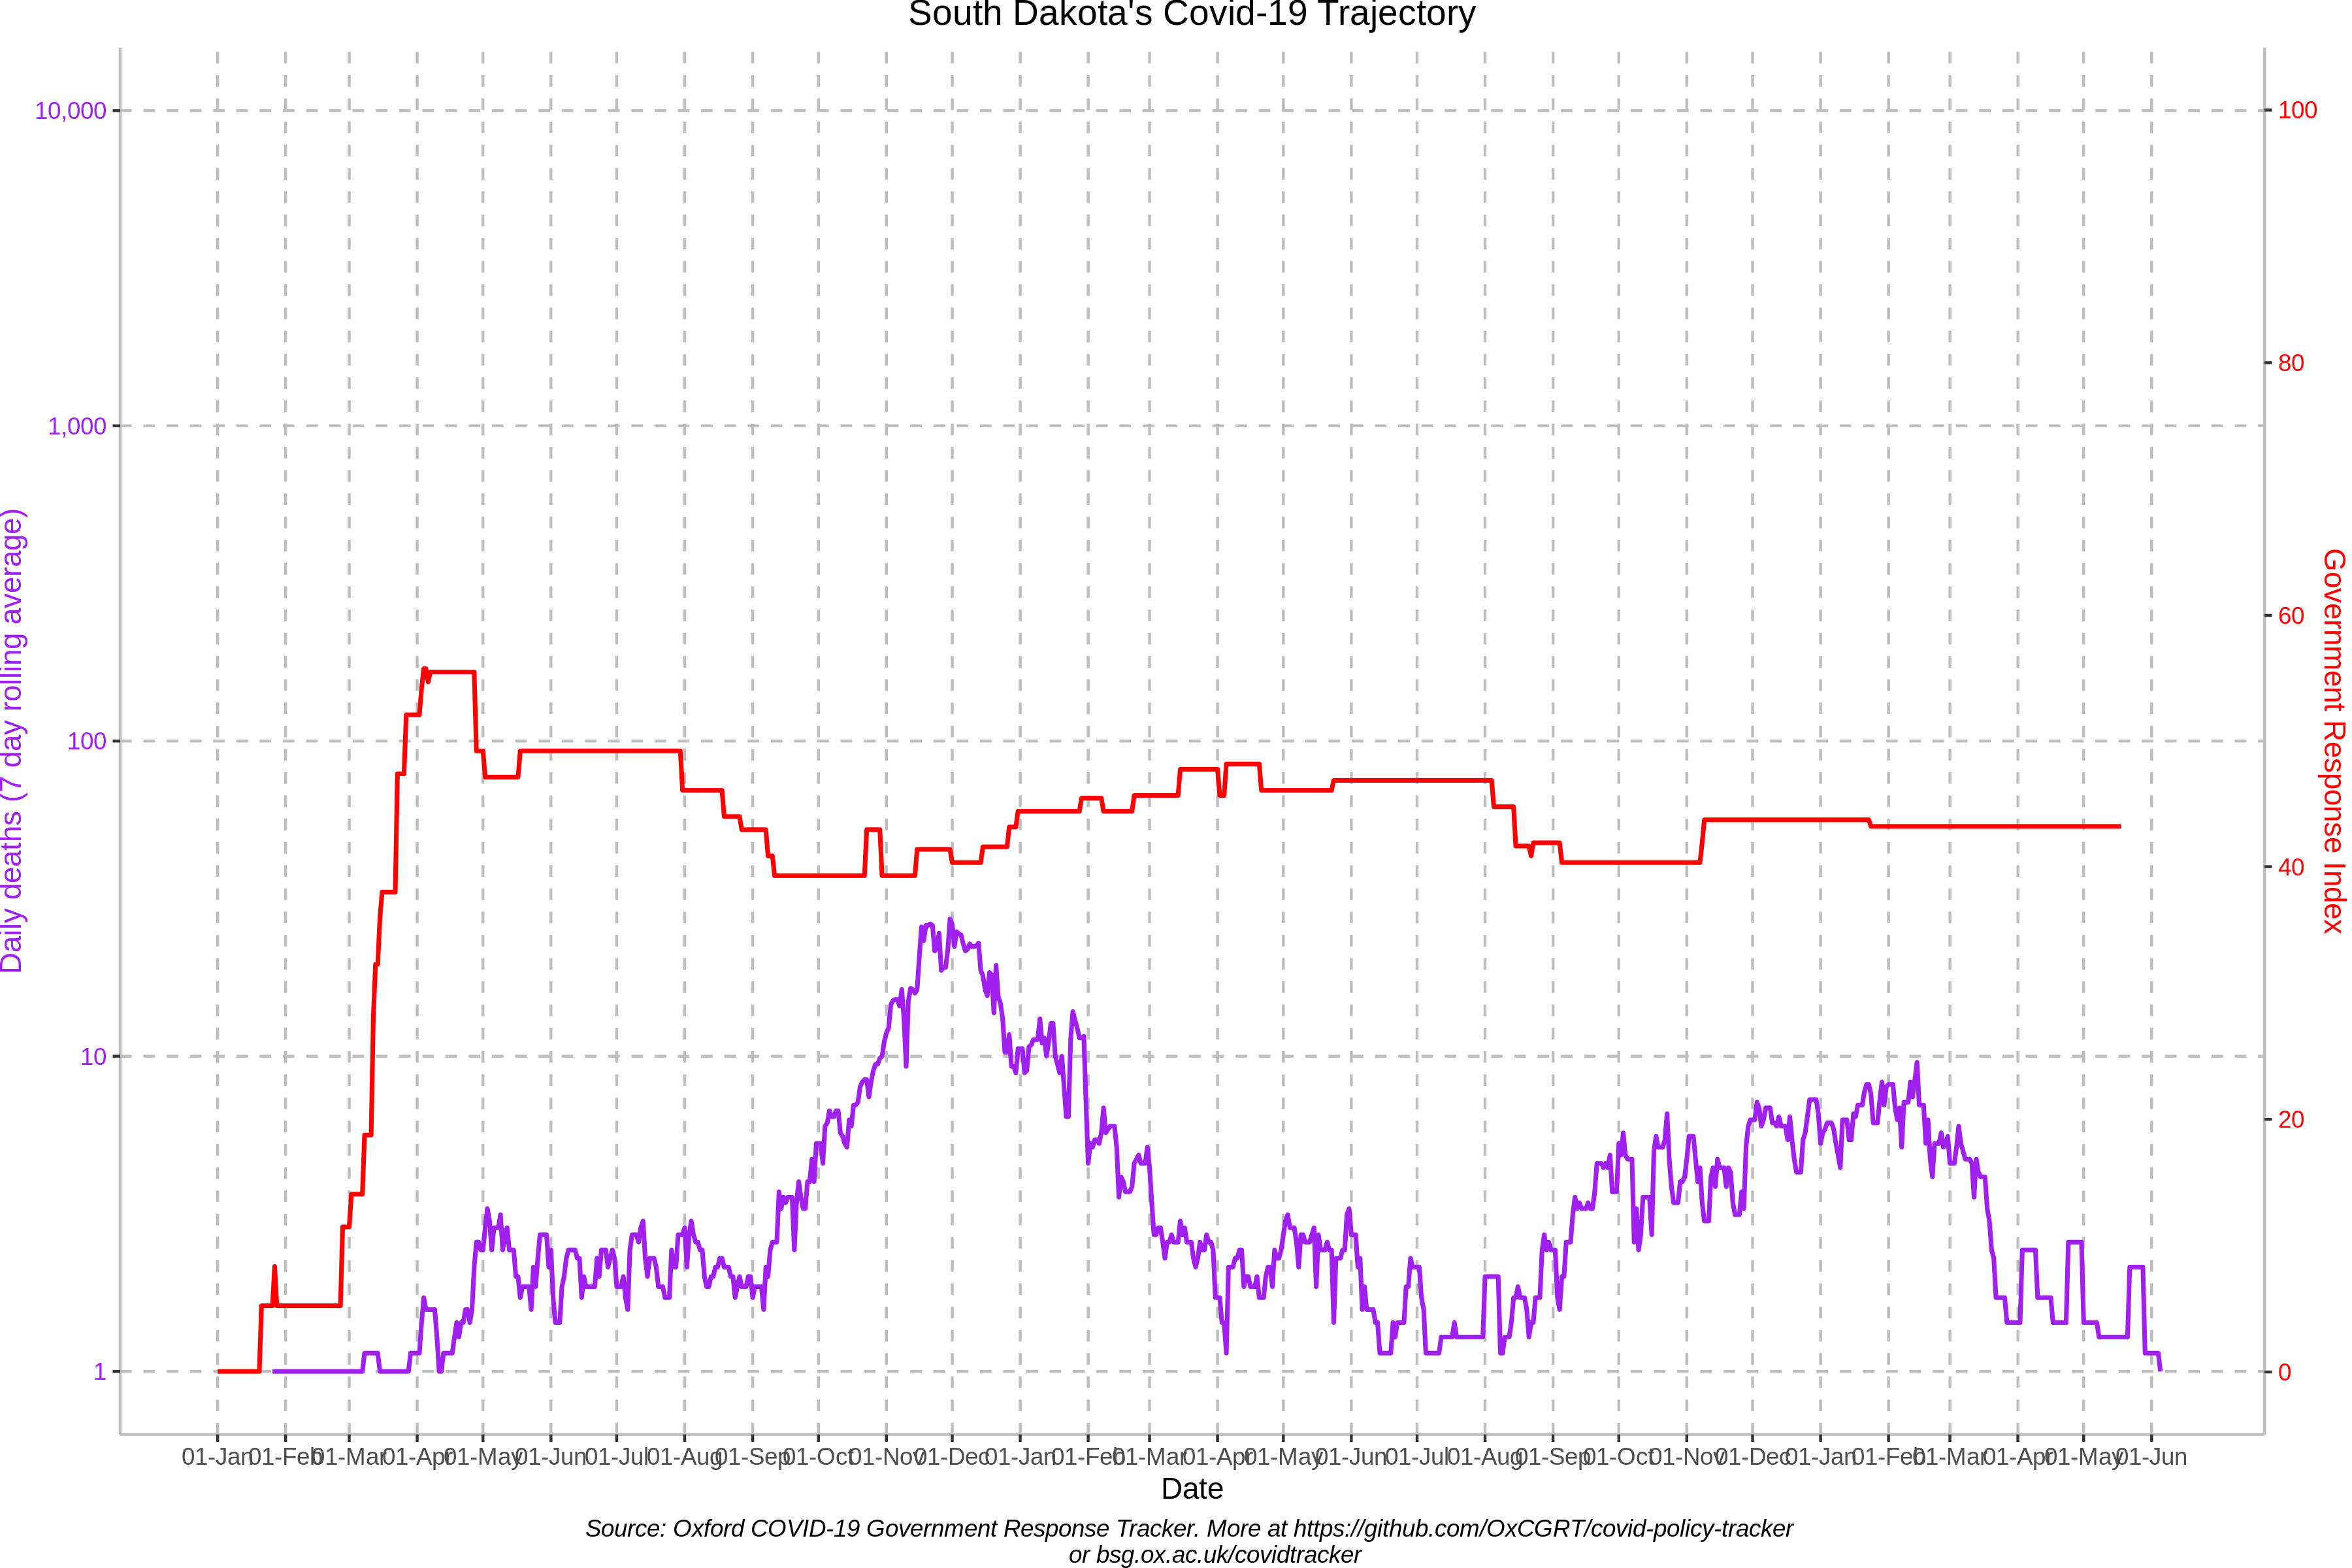 South Dakota's Covid-19 Trajectory
10,000
1,000
100
10
1
Daily deaths (7 day rolling average)
100
80
60
40
20
0
Government Response Index
01-Jan 01-Feb 01-Mar 01-Apr 01-May 01-Jun 01-Jul 01-Aug 01-Sep 01-Oct 01-Nov 01-Dec 01-Jan 01-Feb 01-Mar 01-Apr 01-May 01-Jun 01-Jul 01-Aug 01-Sep 01-Oct 01-Nov 01-Dec 01-Jan 01-Feb 01-Mar 01-Apr 01-May 01-Jun
Date
Source: Oxford COVID-19 Government Response Tracker. More at https://github.com/OxCGRT/covid-policy-tracker
or bsg.ox.ac.uk/covidtracker